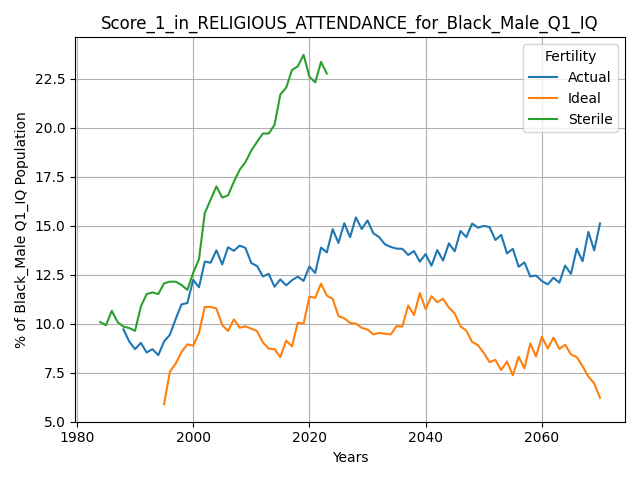 Score_1_in_RELIGIOUS_ATTENDANCE_for_Black_Male_Q1_IQ
Fertility
Actual
Ideal
Sterile
% of Black_Male Q1_IQ Population
22.5
20.0
17.5
15.0
12.5
10.0
7.5
5.0
1980
2000
2020
2040
2060
Years